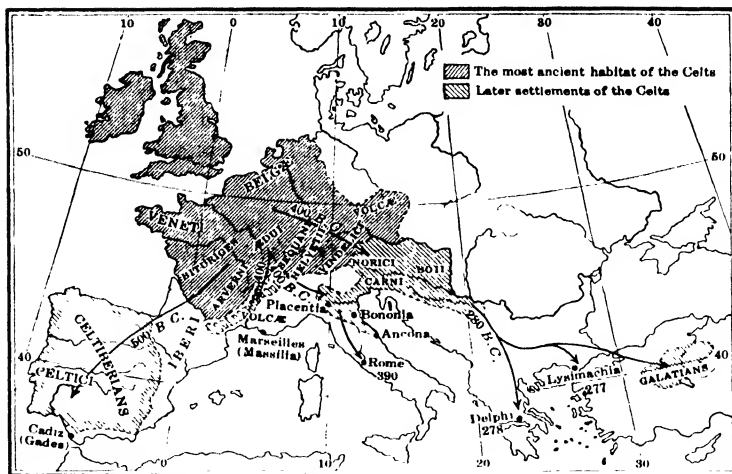 10
0
10
20
30
40
The most ancient habitat of the Celts
Later settlements of the Celts
50
50
BELGÆ
VENETI
400 B.C.
VOLCÆ
BITURIGES
ÆDUI
SEQUANI
HELVETII
ARVERNI
NORICI
BOII
CARNI
B.C.
Placentia
Bononia
VOLCÆ
Ancona
280 B.C.
500 B.C.
IBERI
Marseilles
(Massilia)
CELTIBERIANS
CELTICI
40
Rome
390
40
Lysimachia
277
GALATIANS
Delphi
278
Cadiz
(Gades)
0
10
20
30